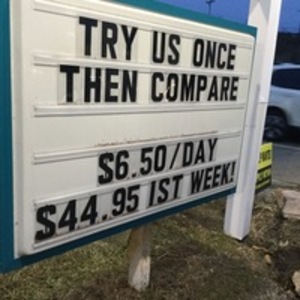 TRY US ONCE
THEN COMPARE
$6.50/DAY
$44.95 IST WEEK!